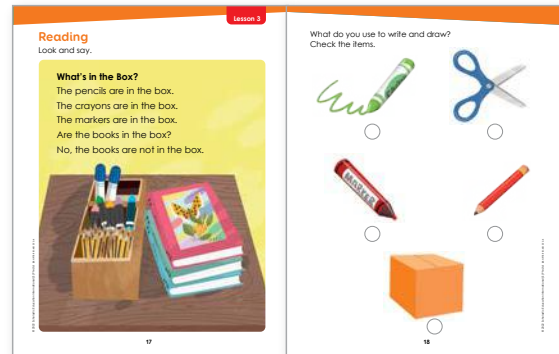 Lesson 3
Reading
Look and say.
What's in the Box?
The pencils are in the box.
The crayons are in the box.
The markers are in the box.
Are the books in the box?
No, the books are not in the box.
17
What do you use to write and draw?
Check the items.
MARKER
18